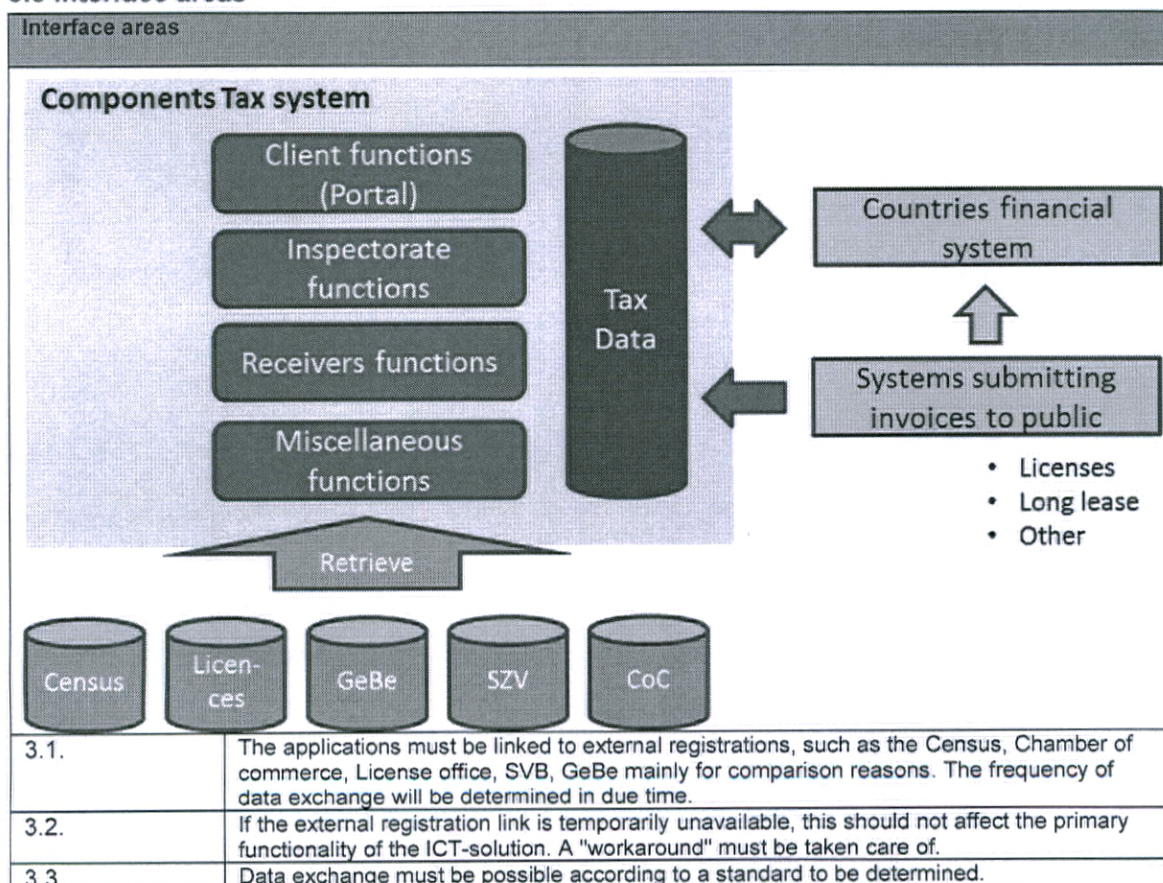 Interface areas
Components Tax system
Client functions
(Portal)
Inspectorate
functions
Receivers functions
Miscellaneous
functions
Tax
Data
Countries financial
system
Systems submitting
invoices to public
• Licenses
• Long lease
• Other
Retrieve
Census
Licen-
ces
GeBe
SZV
CoC
3.1. The applications must be linked to external registrations, such as the Census, Chamber of
commerce, License office, SVB, GeBe mainly for comparison reasons. The frequency of
data exchange will be determined in due time.
3.2. If the external registration link is temporarily unavailable, this should not affect the primary
functionality of the ICT-solution. A "workaround" must be taken care of.
3.3. Data exchange must be possible according to a standard to be determined.